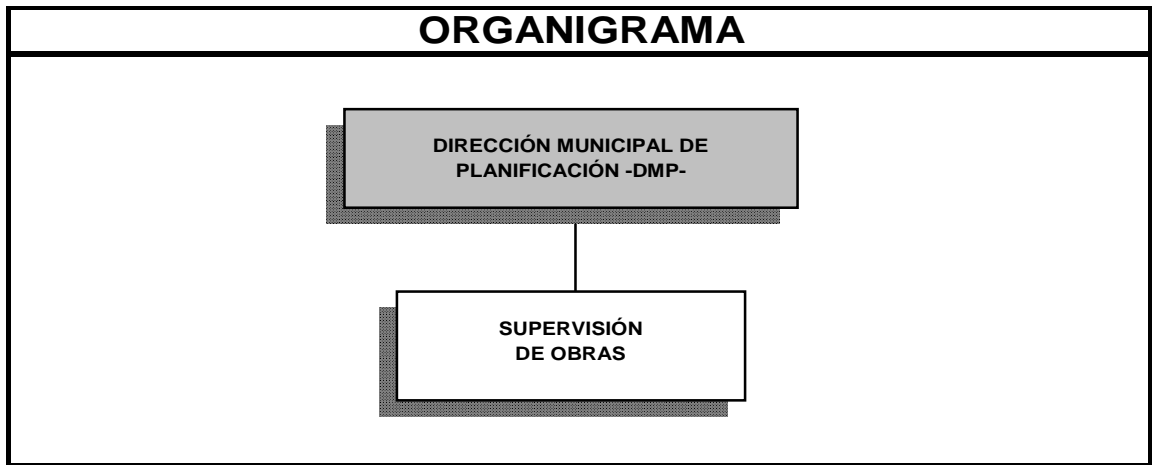 ORGANIGRAMA
DIRECCIÓN MUNICIPAL DE
PLANIFICACIÓN -DMP-
SUPERVISIÓN
DE OBRAS